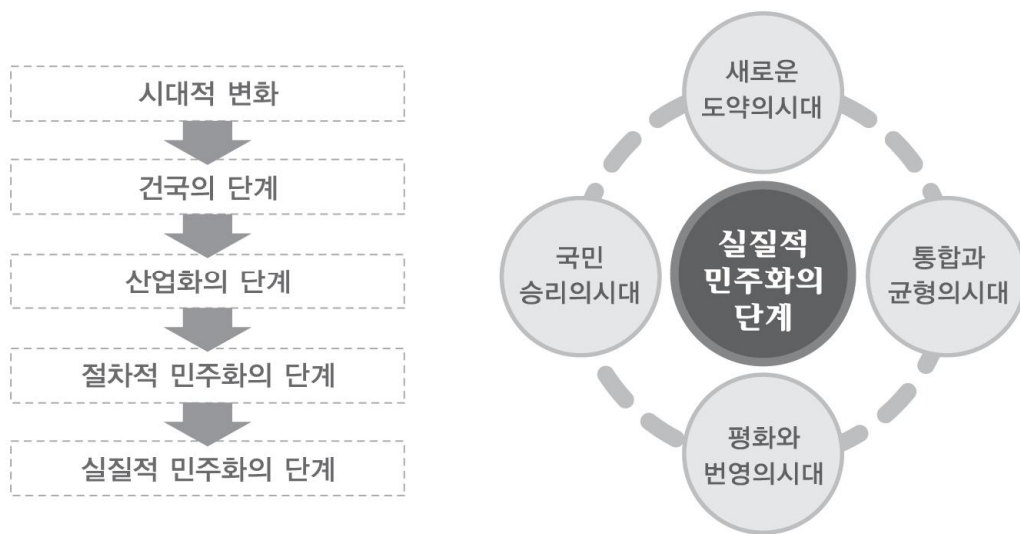 시대적 변화
건국의 단계
산업화의 단계
절차적 민주화의 단계
실질적 민주화의 단계
새로운
도약의시대
국민
승리의시대
실질적
민주화의
단계
통합과
균형의시대
평화와
번영의시대